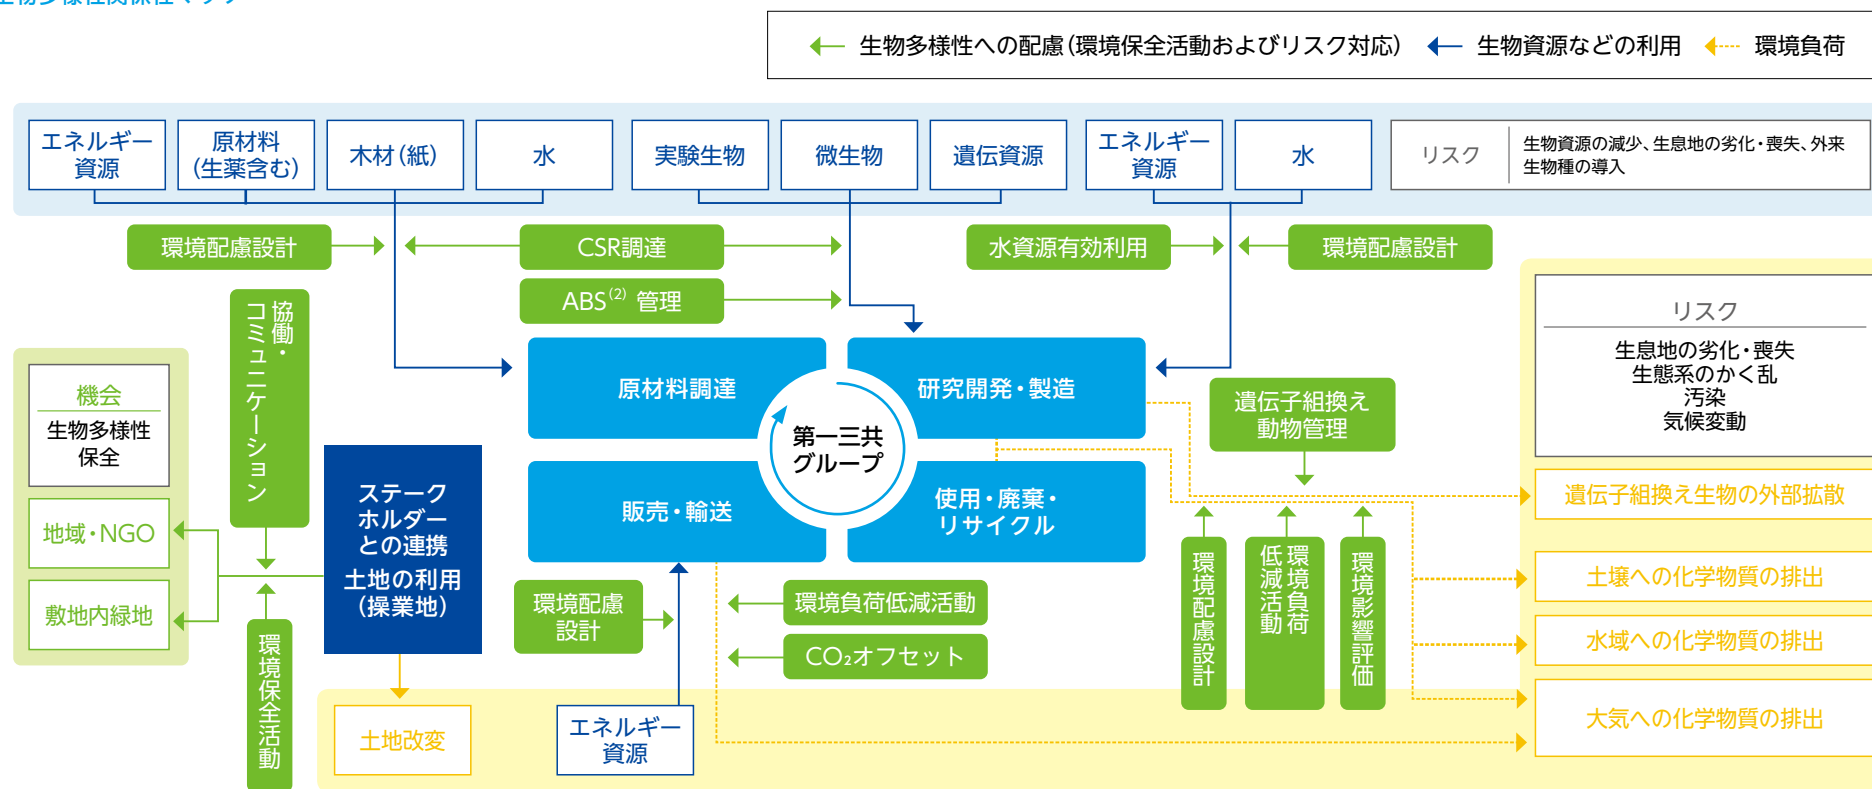 生物多様性関係性マップ
生物多様性への配慮(環境保全活動およびリスク対応)
生物資源などの利用
環境負荷
エネルギー
資源
原材料
(生薬含む)
木材(紙)
水
実験生物
微生物
遺伝資源
エネルギー
資源
水
リスク
生物資源の減少、生息地の劣化・喪失、外来
生物種の導入
環境配慮設計
CSR調達
水資源有効利用
環境配慮設計
ABS(2) 管理
協働・
コミュニケーション
リスク
生息地の劣化・喪失
生態系のかく乱
汚染
気候変動
機会
生物多様性
保全
地域・NGO
敷地内緑地
環境保全活動
ステーク
ホルダー
との連携
土地の利用
(操業地)
土地改変
原材料調達
研究開発・製造
第一三共
グループ
販売・輸送
使用・廃棄・
リサイクル
遺伝子組換え
動物管理
環境配慮
設計
環境負荷低減活動
CO₂オフセット
エネルギー
資源
環境配慮設計
環境負荷
低減活動
環境影響評価
遺伝子組換え生物の外部拡散
土壌への化学物質の排出
水域への化学物質の排出
大気への化学物質の排出